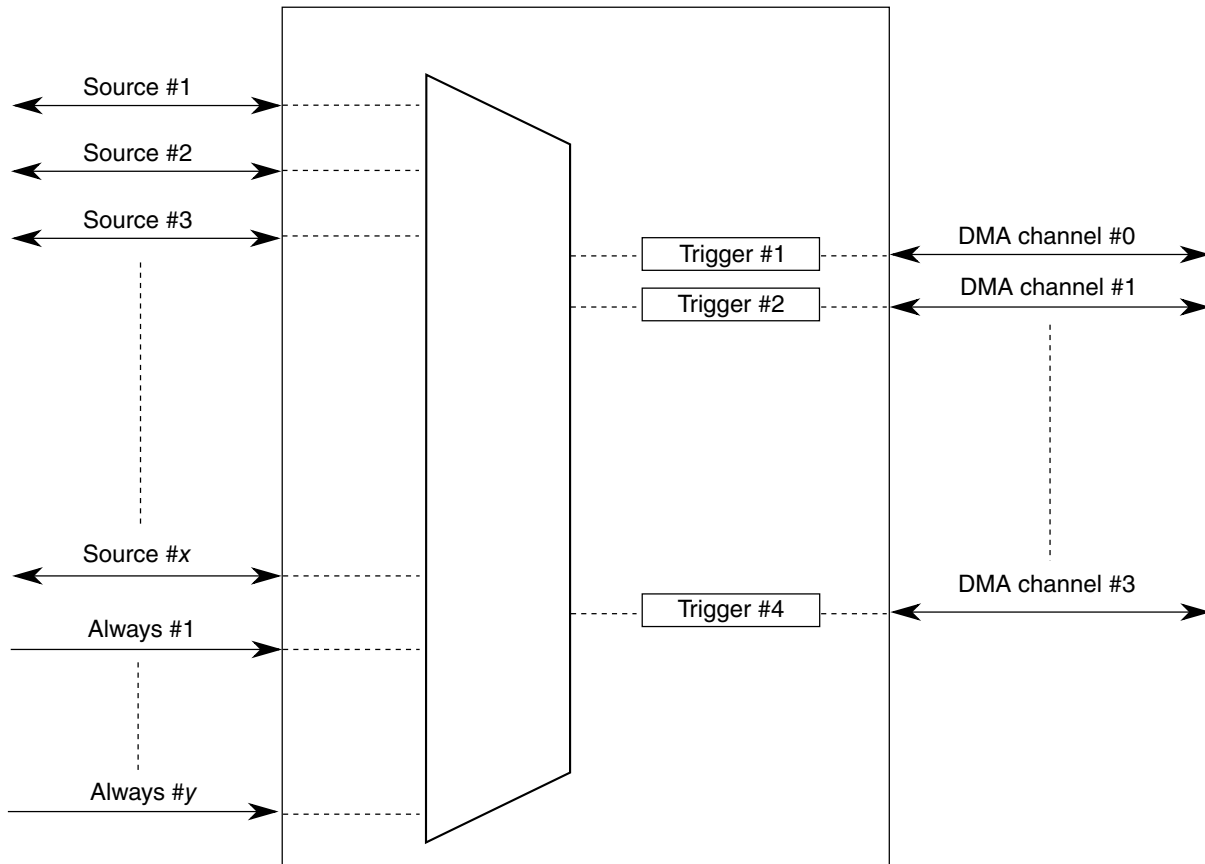 Source #1
Source #2
Source #3
Source #x
Always #1
Always #y
Trigger #1
Trigger #2
Trigger #4
DMA channel #0
DMA channel #1
DMA channel #3